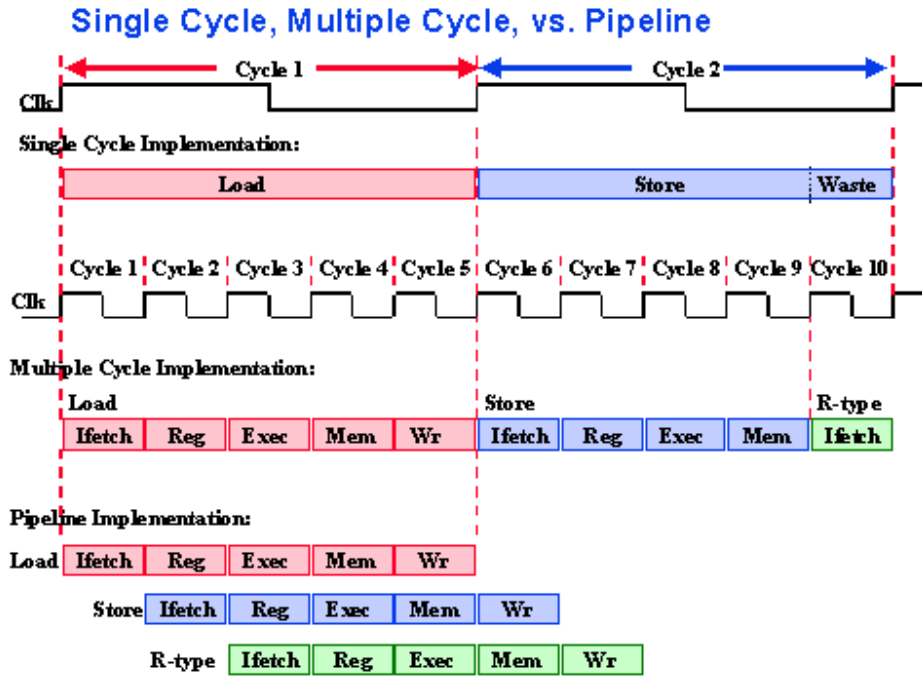 Single Cycle, Multiple Cycle, vs. Pipeline
Cycle 1 Cycle 2
Clk
Single Cycle Implementation:
Load Store Waste
Cycle 1 Cycle 2 Cycle 3 Cycle 4 Cycle 5 Cycle 6 Cycle 7 Cycle 8 Cycle 9 Cycle 10
Clk
Multiple Cycle Implementation:
Load Store R-type
Ifetch Reg Exec Mem Wr Ifetch Reg Exec Mem Ifetch
Pipeline Implementation:
Load Ifetch Reg Exec Mem Wr
Store Ifetch Reg Exec Mem Wr
R-type Ifetch Reg Exec Mem Wr